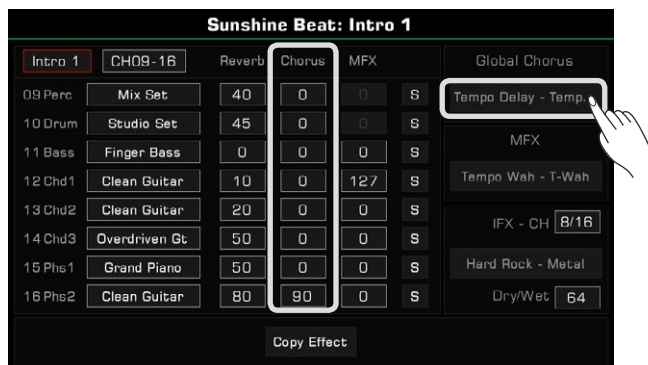 Sunshine Beat: Intro 1
Intro 1 CH09-16 Reverb Chorus MFX Global Chorus
09 Perc Mix Set 40 0 0 S Tempo Delay - Temp.
10 Drum Studio Set 45 0 0 S
MFX
11 Bass Finger Bass 0 0 0 S
12 Chd1 Clean Guitar 10 0 127 S Tempo Wah - T-Wah
13 Chd2 Clean Guitar 20 0 0 S
IFX - CH 8/16
14 Chd3 Overdriven Gt 50 0 0 S
15 Phs1 Grand Piano 50 0 0 S Hard Rock - Metal
16 Phs2 Clean Guitar 80 90 0 S Dry/Wet 64
Copy Effect